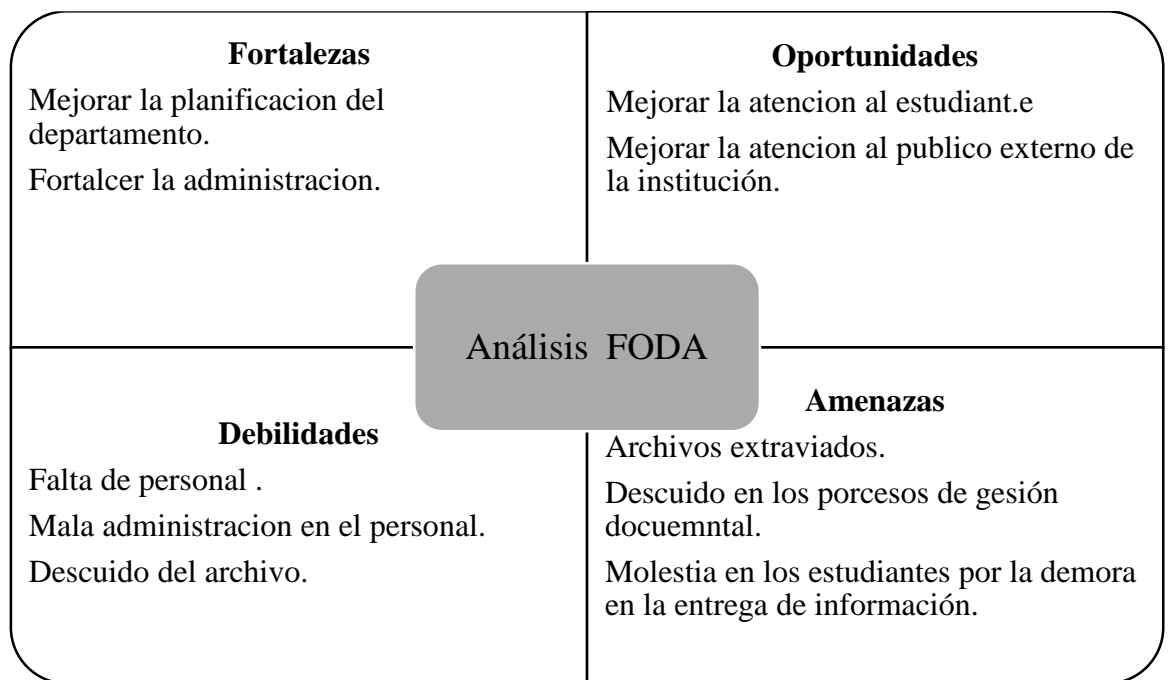 Fortalezas
Mejorar la planificacion del
departamento.
Fortalcer la administracion.
Oportunidades
Mejorar la atencion al estudiant.e
Mejorar la atencion al publico externo de
la institución.
Análisis  FODA
Debilidades
Falta de personal .
Mala administracion en el personal.
Descuido del archivo.
Amenazas
Archivos extraviados.
Descuido en los porcesos de gesión
docuemntal.
Molestia en los estudiantes por la demora
en la entrega de información.